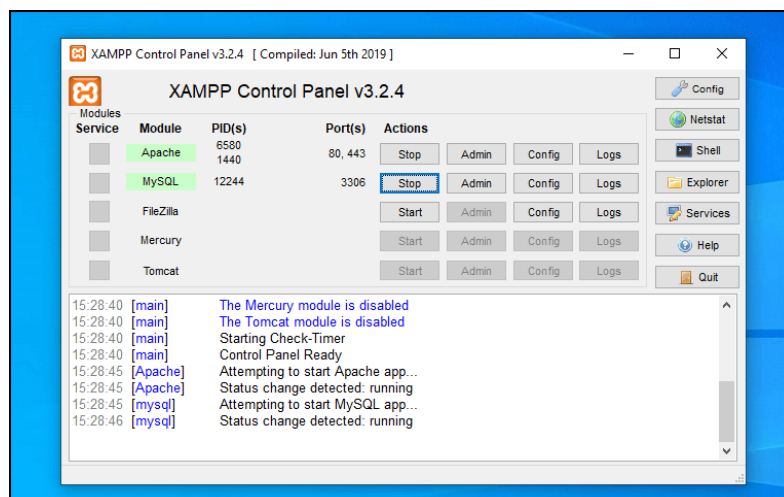 XAMPP Control Panel v3.2.4   [ Compiled: Jun 5th 2019 ]
XAMPP Control Panel v3.2.4
Config
Modules
Service Module PID(s) Port(s) Actions
Netstat
Apache 6580 1440 80, 443 Stop Admin Config Logs
Shell
MySQL 12244 3306 Stop Admin Config Logs
Explorer
FileZilla Start Admin Config Logs
Services
Mercury Start Admin Config Logs
Help
Tomcat Start Admin Config Logs
Quit
15:28:40 [main] The Mercury module is disabled
15:28:40 [main] The Tomcat module is disabled
15:28:40 [main] Starting Check-Timer
15:28:40 [main] Control Panel Ready
15:28:45 [Apache] Attempting to start Apache app...
15:28:45 [Apache] Status change detected: running
15:28:45 [mysql] Attempting to start MySQL app...
15:28:46 [mysql] Status change detected: running